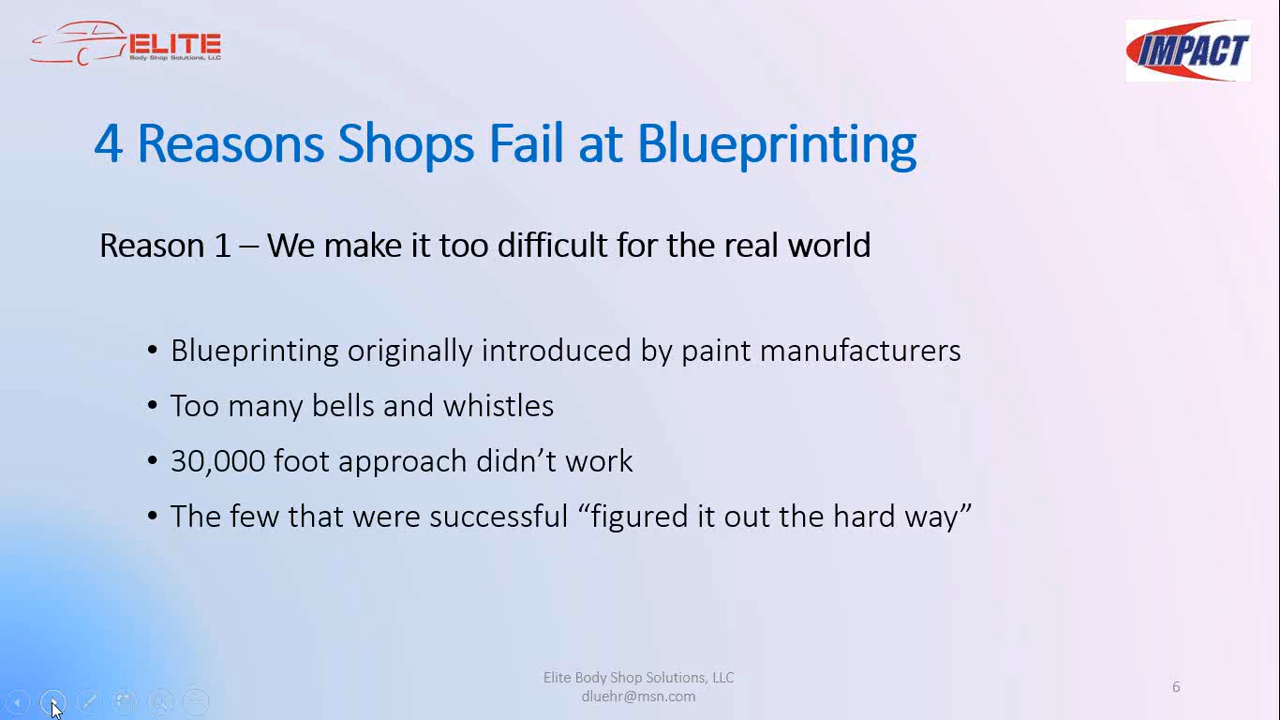 ELITE
Body Shop Solutions, LLC
IMPACT
4 Reasons Shops Fail at Blueprinting
Reason 1 – We make it too difficult for the real world
• Blueprinting originally introduced by paint manufacturers
• Too many bells and whistles
• 30,000 foot approach didn’t work
• The few that were successful “figured it out the hard way”
Elite Body Shop Solutions, LLC
dluehr@msn.com
6